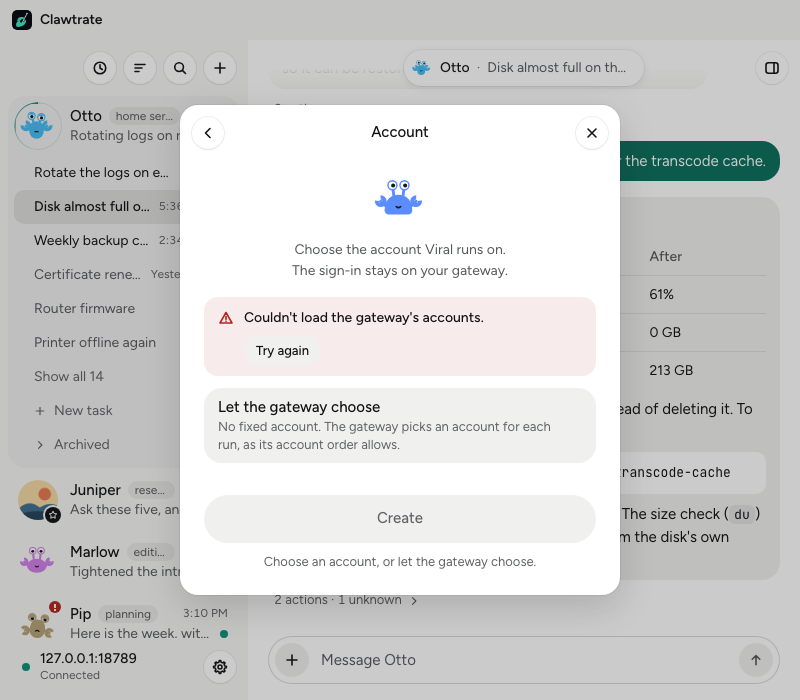 Clawtrate
Otto · Disk almost full on th...
Otto home ser...
Rotating logs on
Rotate the logs on e...
Disk almost full o... 5:36
Weekly backup c... 2:34
Certificate rene... Yeste
Router firmware
Printer offline again
Show all 14
+ New task
Archived
Juniper rese...
Ask these five, an
Marlow editi...
Tightened the intr
Pip planning 3:10 PM
Here is the week. wit...
127.0.0.1:18789
Connected
Account
Choose the account Viral runs on.
The sign-in stays on your gateway.
Couldn't load the gateway's accounts.
Try again
Let the gateway choose
No fixed account. The gateway picks an account for each
run, as its account order allows.
Create
Choose an account, or let the gateway choose.
the transcode cache.
After
61%
0 GB
213 GB
ead of deleting it. To
transcode-cache
The size check ( du )
m the disk's own
2 actions · 1 unknown
Message Otto